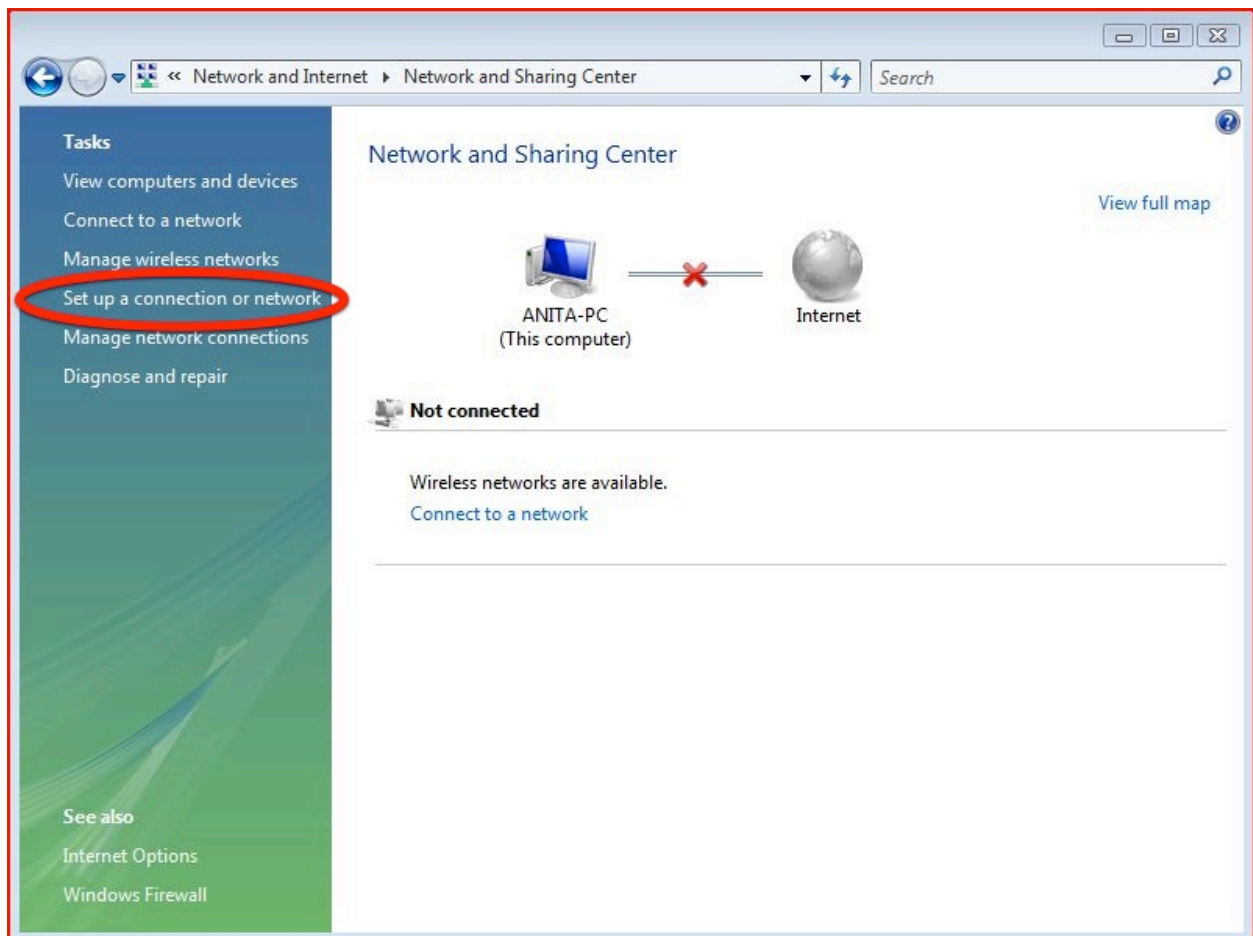 « Network and Internet ▸ Network and Sharing Center
Search
Tasks
View computers and devices
Connect to a network
Manage wireless networks
Set up a connection or network
Manage network connections
Diagnose and repair
See also
Internet Options
Windows Firewall
Network and Sharing Center
View full map
ANITA-PC
(This computer)
Internet
Not connected
Wireless networks are available.
Connect to a network